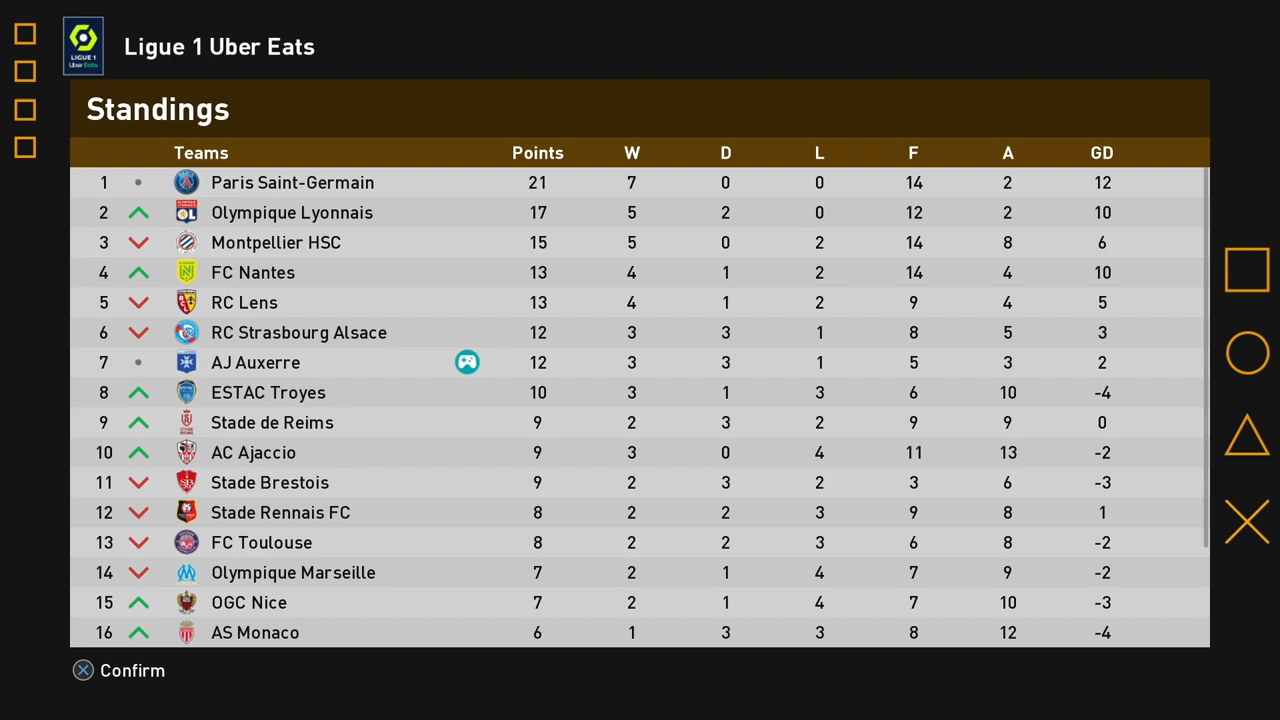 LIGUE 1
Uber Eats
Ligue 1 Uber Eats
Standings
Teams Points W D L F A GD
1 Paris Saint-Germain 21 7 0 0 14 2 12
2 Olympique Lyonnais 17 5 2 0 12 2 10
3 Montpellier HSC 15 5 0 2 14 8 6
4 FC Nantes 13 4 1 2 14 4 10
5 RC Lens 13 4 1 2 9 4 5
6 RC Strasbourg Alsace 12 3 3 1 8 5 3
7 AJ Auxerre 12 3 3 1 5 3 2
8 ESTAC Troyes 10 3 1 3 6 10 -4
9 Stade de Reims 9 2 3 2 9 9 0
10 AC Ajaccio 9 3 0 4 11 13 -2
11 Stade Brestois 9 2 3 2 3 6 -3
12 Stade Rennais FC 8 2 2 3 9 8 1
13 FC Toulouse 8 2 2 3 6 8 -2
14 Olympique Marseille 7 2 1 4 7 9 -2
15 OGC Nice 7 2 1 4 7 10 -3
16 AS Monaco 6 1 3 3 8 12 -4
Confirm